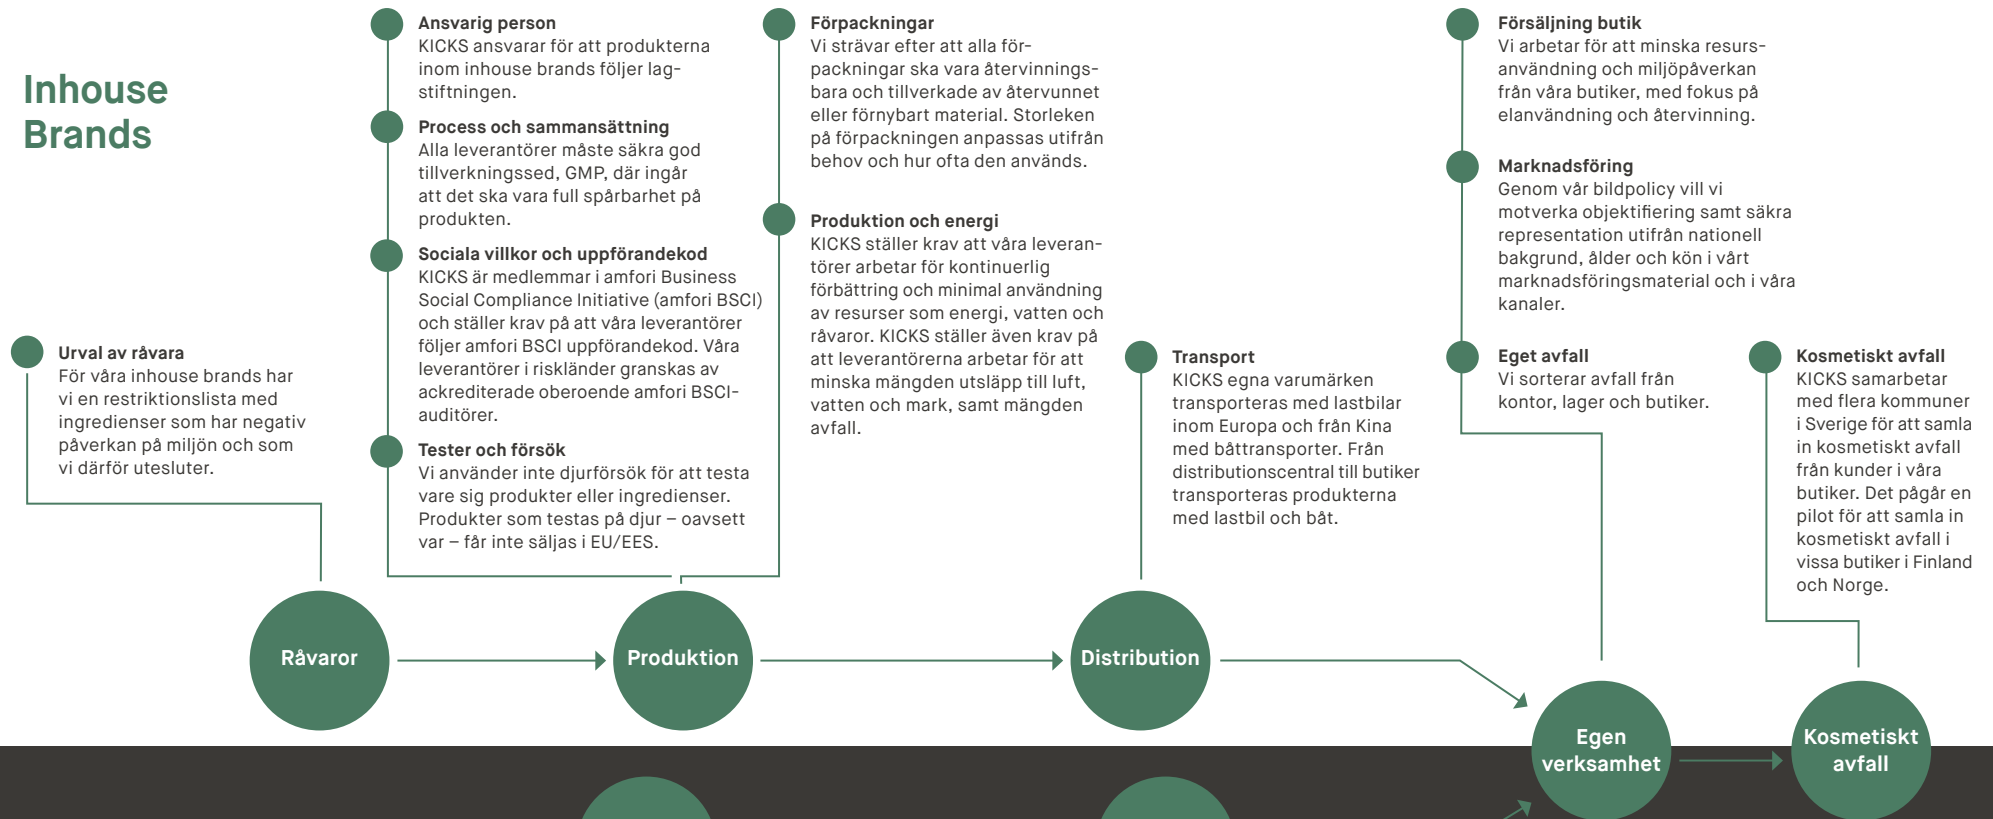 Inhouse
Brands
Urval av råvara
För våra inhouse brands har
vi en restriktionslista med
ingredienser som har negativ
påverkan på miljön och som
vi därför utesluter.
Ansvarig person
KICKS ansvarar för att produkterna
inom inhouse brands följer lag-
stiftningen.
Process och sammansättning
Alla leverantörer måste säkra god
tillverkningssed, GMP, där ingår
att det ska vara full spårbarhet på
produkten.
Sociala villkor och uppförandekod
KICKS är medlemmar i amfori Business
Social Compliance Initiative (amfori BSCI)
och ställer krav på att våra leverantörer
följer amfori BSCI uppförandekod. Våra
leverantörer i riskländer granskas av
ackrediterade oberoende amfori BSCI-
auditörer.
Tester och försök
Vi använder inte djurförsök för att testa
vare sig produkter eller ingredienser.
Produkter som testas på djur – oavsett
var – får inte säljas i EU/EES.
Förpackningar
Vi strävar efter att alla för-
packningar ska vara återvinnings-
bara och tillverkade av återvunnet
eller förnybart material. Storleken
på förpackningen anpassas utifrån
behov och hur ofta den används.
Produktion och energi
KICKS ställer krav att våra leveran-
törer arbetar för kontinuerlig
förbättring och minimal användning
av resurser som energi, vatten och
råvaror. KICKS ställer även krav på
att leverantörerna arbetar för att
minska mängden utsläpp till luft,
vatten och mark, samt mängden
avfall.
Transport
KICKS egna varumärken
transporteras med lastbilar
inom Europa och från Kina
med båttransporter. Från
distributionscentral till butiker
transporteras produkterna
med lastbil och båt.
Försäljning butik
Vi arbetar för att minska resurs-
användning och miljöpåverkan
från våra butiker, med fokus på
elanvändning och återvinning.
Marknadsföring
Genom vår bildpolicy vill vi
motverka objektifiering samt säkra
representation utifrån nationell
bakgrund, ålder och kön i vårt
marknadsföringsmaterial och i våra
kanaler.
Eget avfall
Vi sorterar avfall från
kontor, lager och butiker.
Kosmetiskt avfall
KICKS samarbetar
med flera kommuner
i Sverige för att samla
in kosmetiskt avfall
från kunder i våra
butiker. Det pågår en
pilot för att samla in
kosmetiskt avfall i
vissa butiker i Finland
och Norge.
Råvaror
Produktion
Distribution
Egen
verksamhet
Kosmetiskt
avfall